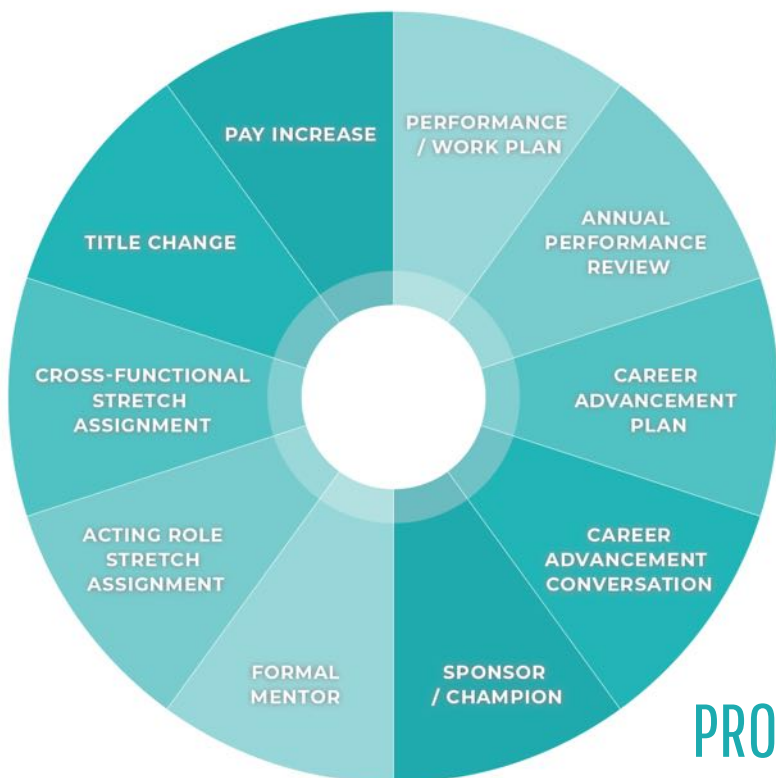 PAY INCREASE
PERFORMANCE
/ WORK PLAN
ANNUAL
PERFORMANCE
REVIEW
CAREER
ADVANCEMENT
PLAN
CAREER
ADVANCEMENT
CONVERSATION
SPONSOR
/ CHAMPION
FORMAL
MENTOR
ACTING ROLE
STRETCH
ASSIGNMENT
CROSS-FUNCTIONAL
STRETCH
ASSIGNMENT
TITLE CHANGE
PRO